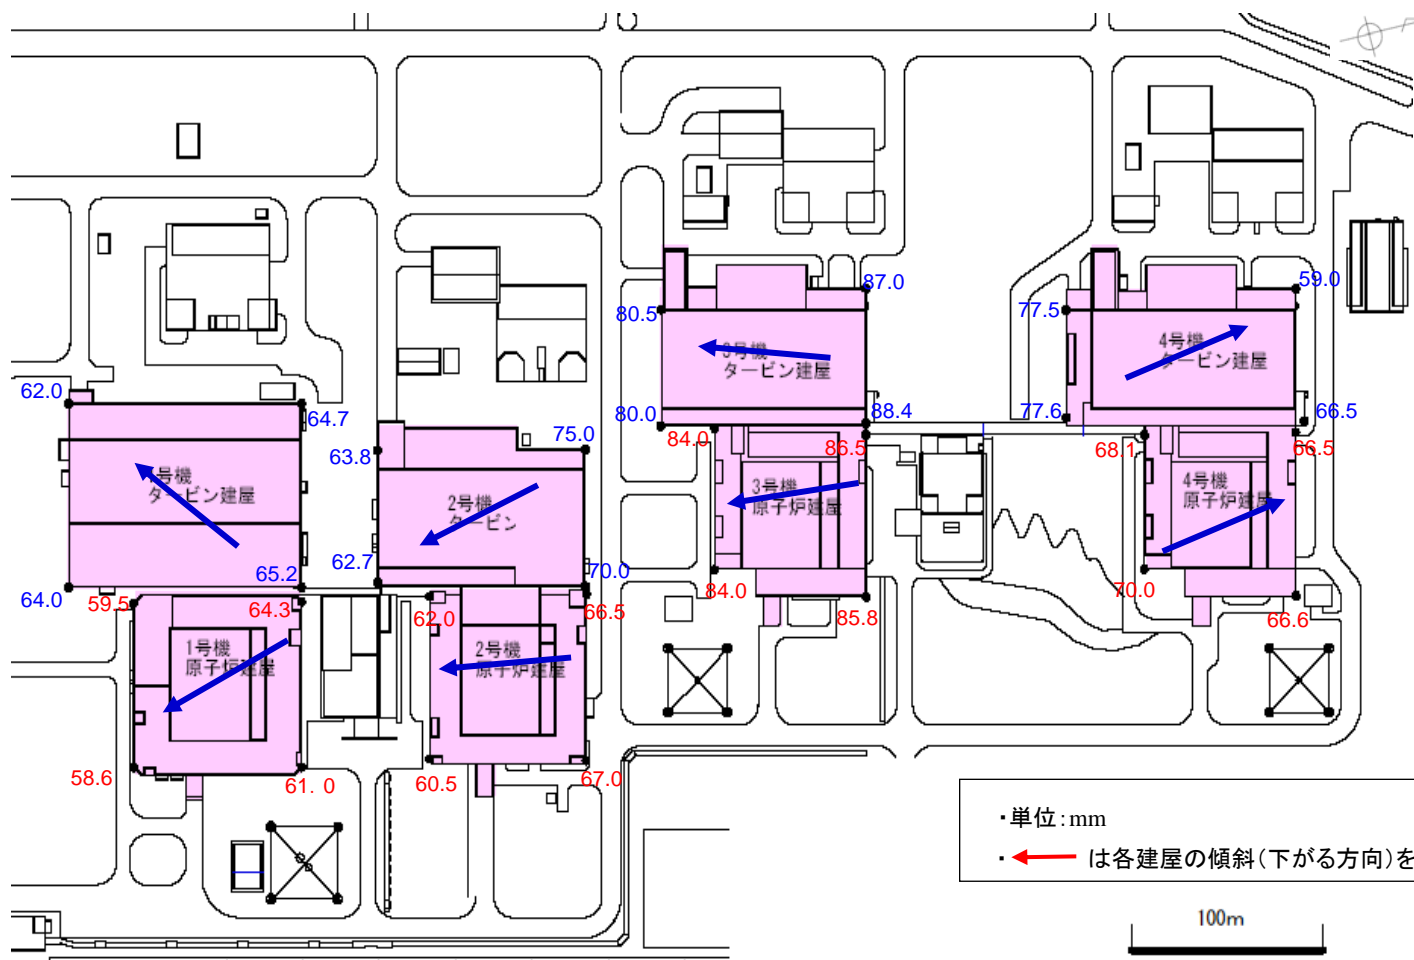 87.0
59.0
80.5
77.5
3号機
タービン建屋
4号機
タービン建屋
62.0
64.7
80.0
88.4
77.6
66.5
84.0
86.5
68.1
66.5
63.8
75.0
1号機
タービン建屋
2号機
タービン
3号機
原子炉建屋
4号機
原子炉建屋
62.7
70.0
65.2
64.0
59.5
64.3
62.0
66.5
84.0
85.8
70.0
66.6
1号機
原子炉建屋
2号機
原子炉建屋
58.6
61. 0
60.5
67.0
・単位:mm
・ は各建屋の傾斜(下がる方向)を
100m